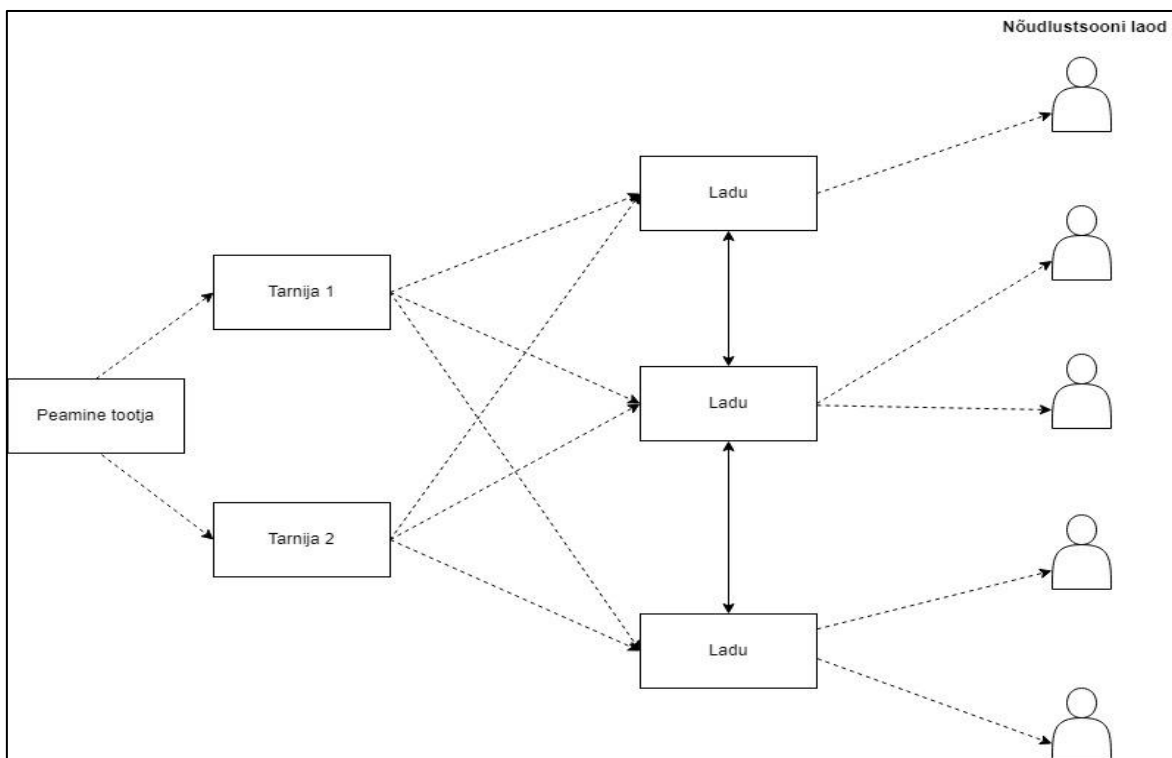 Nõudlustsooni laod
Ladu
Tarnija 1
Ladu
Peamine tootja
Tarnija 2
Ladu